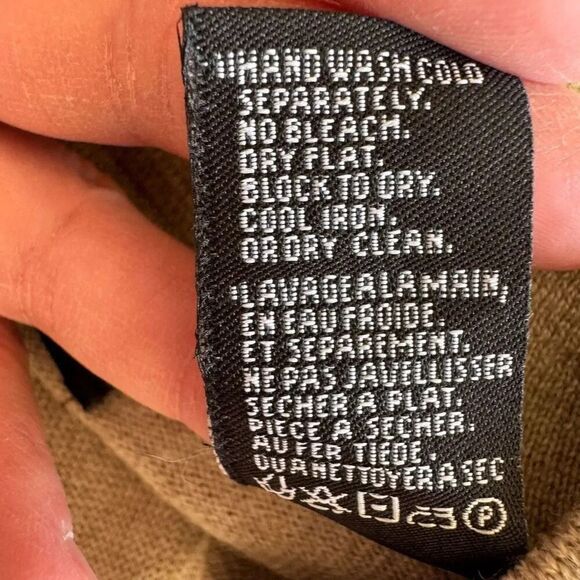 "HAND WASH COLD
SEPARATELY.
NO BLEACH.
DRY FLAT.
BLOCK TO DRY.
COOL IRON.
OR DRY CLEAN.
"LAVAGE A LA MAIN,
EN EAU FROIDE.
ET SEPAREMENT.
NE PAS JAVELLISSER
SECHER A PLAT.
PIECE A SECHER.
AU FER TIEDE.
OU A NETTOYER A SEC
P